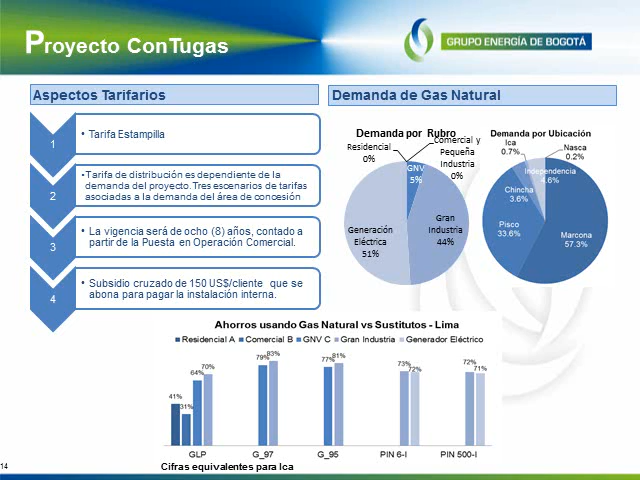 Proyecto ConTugas
GRUPO ENERGÍA DE BOGOTÁ
Aspectos Tarifarios
1
• Tarifa Estampilla
2
•Tarifa de distribución es dependiente de la
demanda del proyecto. Tres escenarios de tarifas
asociadas a la demanda del área de concesión
3
• La vigencia será de ocho (8) años, contado a
partir de la Puesta en Operación Comercial.
4
• Subsidio cruzado de 150 US$/cliente que se
abona para pagar la instalación interna.
Demanda de Gas Natural
Demanda por Rubro
Residencial
0%
Comercial y
Pequeña
Industria
0%
GNV
5%
Gran
Industria
44%
Generación
Eléctrica
51%
Demanda por Ubicación
Ica
0.7%
Nasca
0.2%
Independencia
4.6%
Chincha
3.6%
Pisco
33.6%
Marcona
57.3%
Ahorros usando Gas Natural vs Sustitutos - Lima
Residencial A Comercial B GNV C Gran Industria Generador Eléctrico
41% 31% 64% 70% 79% 83% 77% 81% 73% 72% 72% 71%
GLP G_97 G_95 PIN 6-I PIN 500-I
Cifras equivalentes para Ica
14